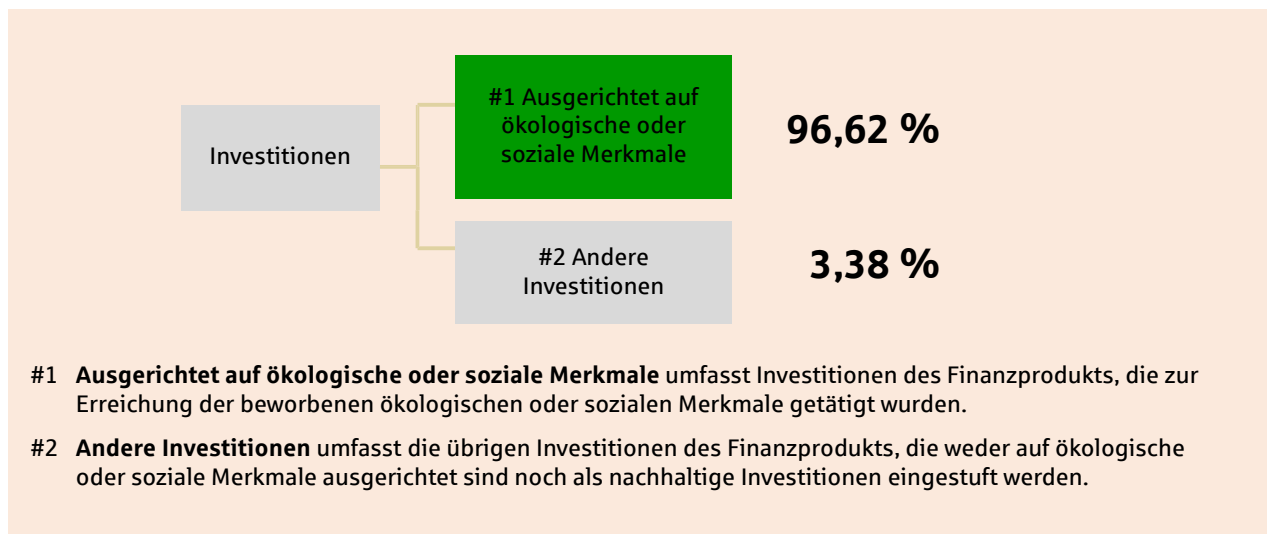 #1 Ausgerichtet auf
ökologische oder
soziale Merkmale
96,62 %
Investitionen
#2 Andere
Investitionen
3,38 %
#1 Ausgerichtet auf ökologische oder soziale Merkmale umfasst Investitionen des Finanzprodukts, die zur
Erreichung der beworbenen ökologischen oder sozialen Merkmale getätigt wurden.
#2 Andere Investitionen umfasst die übrigen Investitionen des Finanzprodukts, die weder auf ökologische
oder soziale Merkmale ausgerichtet sind noch als nachhaltige Investitionen eingestuft werden.